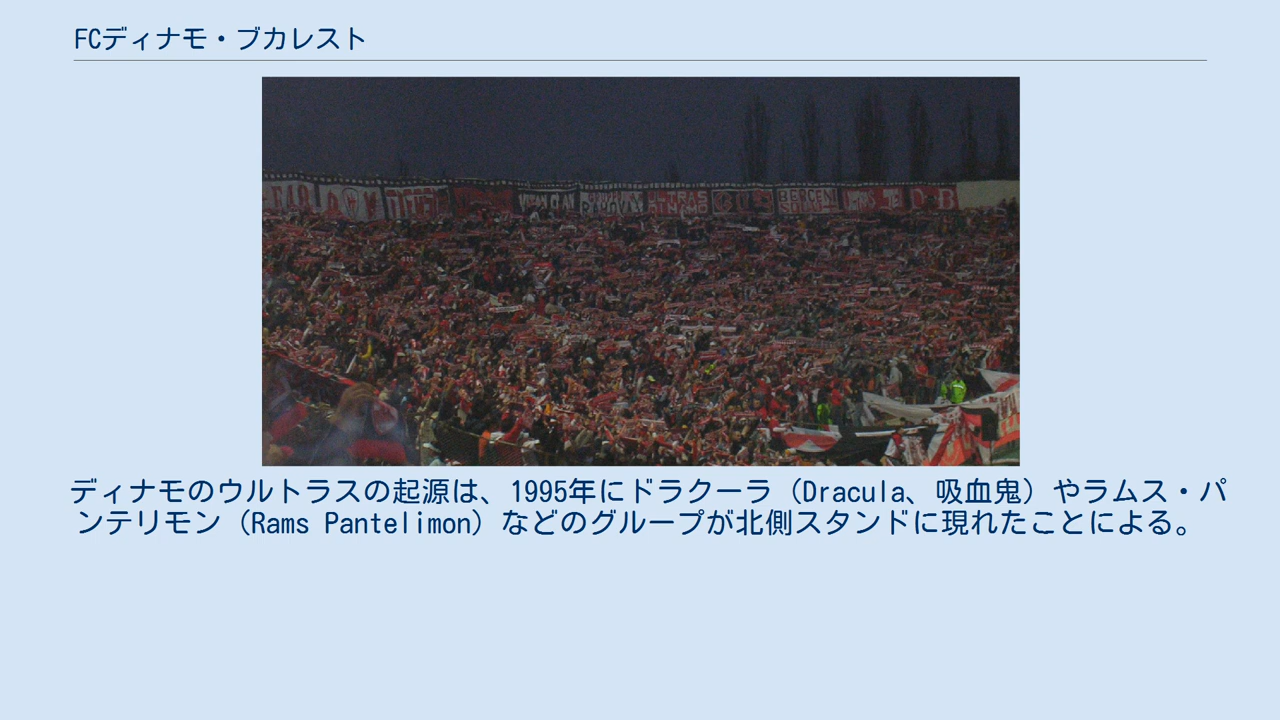 FCディナモ・ブカレスト
BERCENI
ディナモのウルトラスの起源は、1995年にドラクーラ（Dracula、吸血鬼）やラムス・パ
ンテリモン（Rams Pantelimon）などのグループが北側スタンドに現れたことによる。